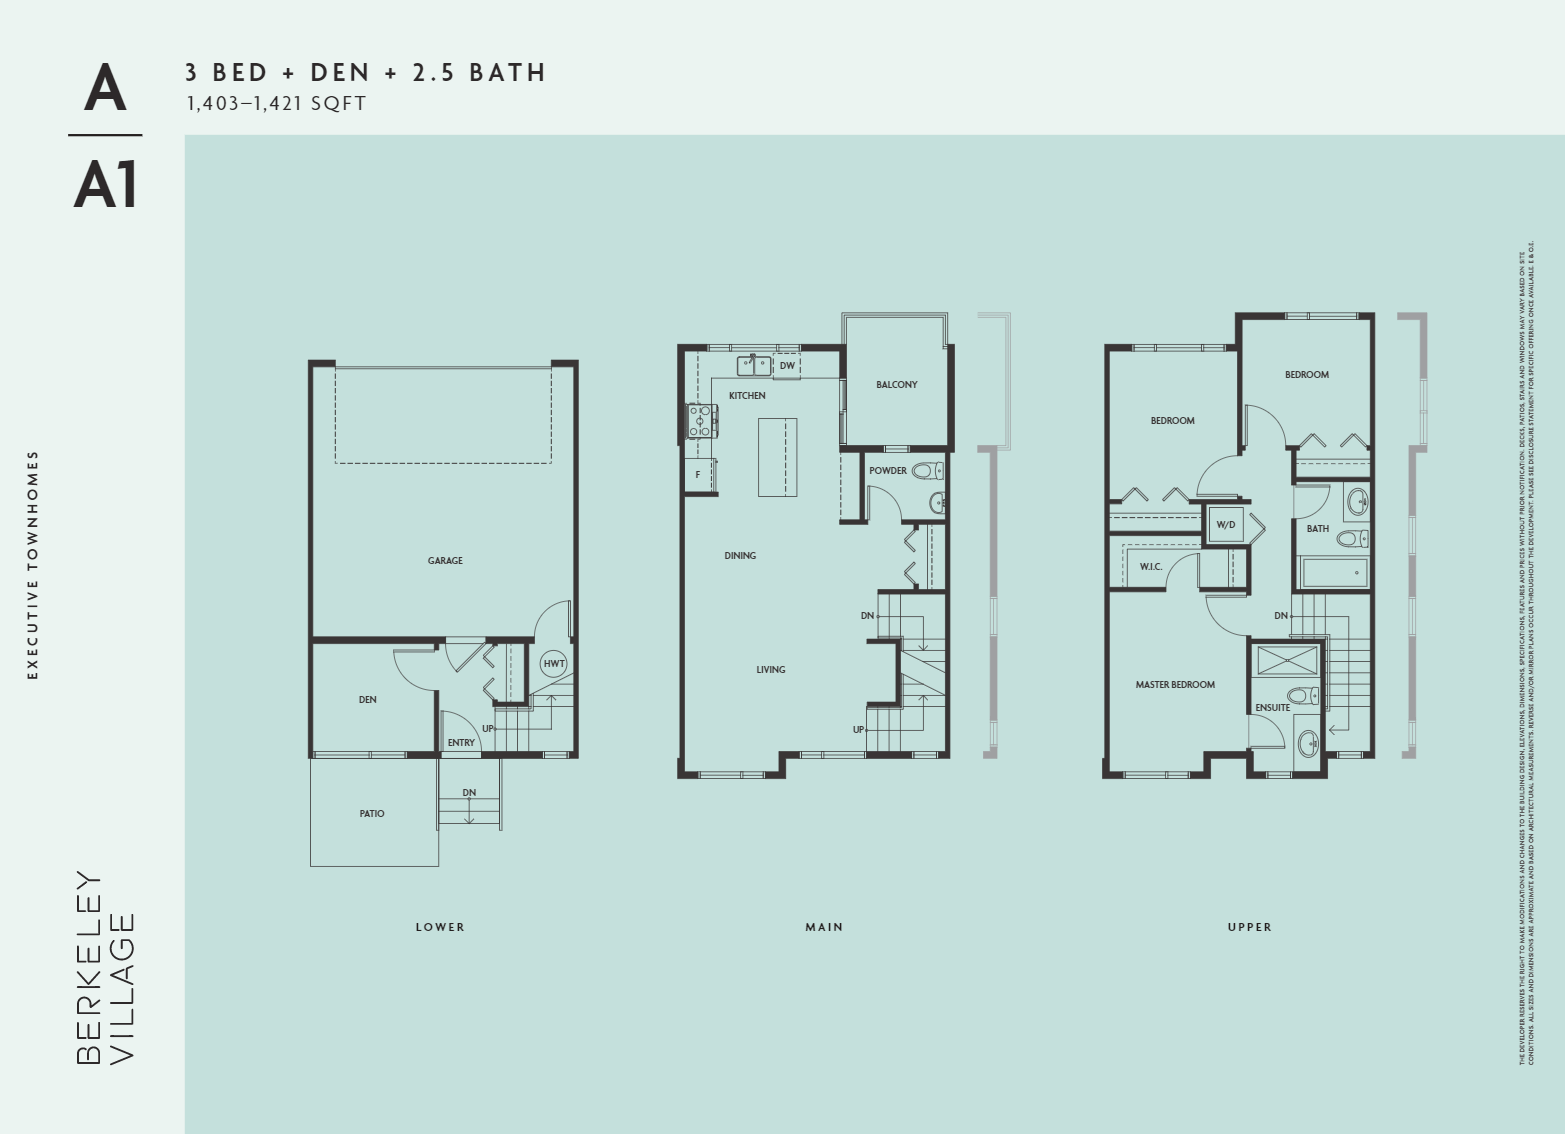 A
A1
3 BED + DEN + 2.5 BATH
1,403–1,421 SQFT
EXECUTIVE TOWNHOMES
BERKELEY
VILLAGE
GARAGE
HWT
DEN
UP
ENTRY
DN
PATIO
LOWER
DW
KITCHEN
BALCONY
F
POWDER
DINING
DN
LIVING
UP
MAIN
BEDROOM
BEDROOM
W/D
BATH
W.I.C.
DN
MASTER BEDROOM
ENSUITE
UPPER
THE DEVELOPER RESERVES THE RIGHT TO MAKE MODIFICATIONS AND CHANGES TO THE BUILDING DESIGN, ELEVATIONS, DIMENSIONS, SPECIFICATIONS, FEATURES AND PRICES WITHOUT PRIOR NOTIFICATION. DECKS, PATIOS, STAIRS AND WINDOWS MAY VARY BASED ON SITE
CONDITIONS. ALL SIZES AND DIMENSIONS ARE APPROXIMATE AND BASED ON ARCHITECTURAL MEASUREMENTS. REVERSE AND/OR MIRROR PLANS OCCUR THROUGHOUT THE DEVELOPMENT. PLEASE SEE DISCLOSURE STATEMENT FOR SPECIFIC OFFERING ONCE AVAILABLE. E & O.E.